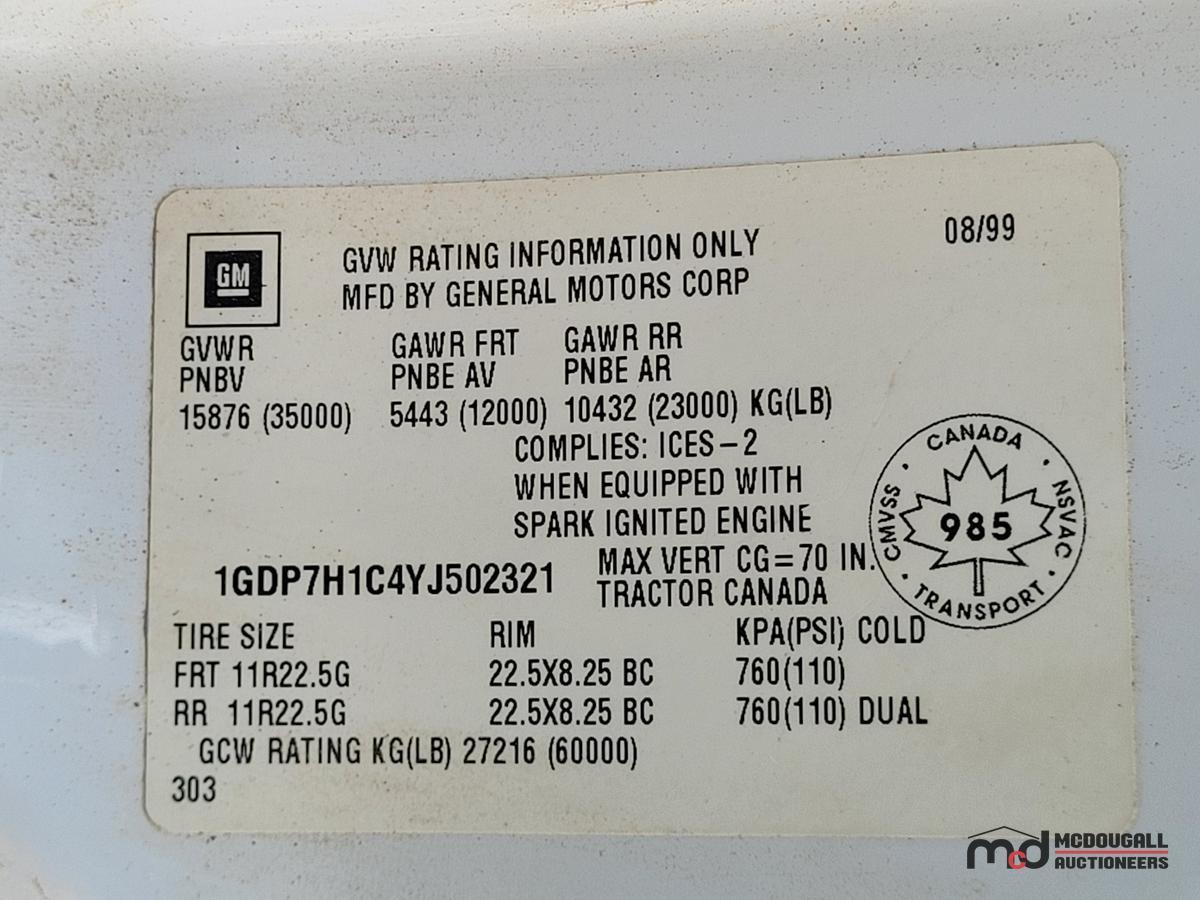 GM
GVW RATING INFORMATION ONLY
08/99
MFD BY GENERAL MOTORS CORP
GVWR GAWR FRT GAWR RR
PNBV PNBE AV PNBE AR
15876 (35000) 5443 (12000) 10432 (23000) KG(LB)
COMPLIES: ICES-2
WHEN EQUIPPED WITH
SPARK IGNITED ENGINE
MAX VERT CG=70 IN.
1GDP7H1C4YJ502321
TRACTOR CANADA
CANADA
CMVSS · 985 · NSVAC
· TRANSPORT ·
TIRE SIZE RIM KPA(PSI) COLD
FRT 11R22.5G 22.5X8.25 BC 760(110)
RR 11R22.5G 22.5X8.25 BC 760(110) DUAL
GCW RATING KG(LB) 27216 (60000)
303
mcd MCDOUGALL
AUCTIONEERS